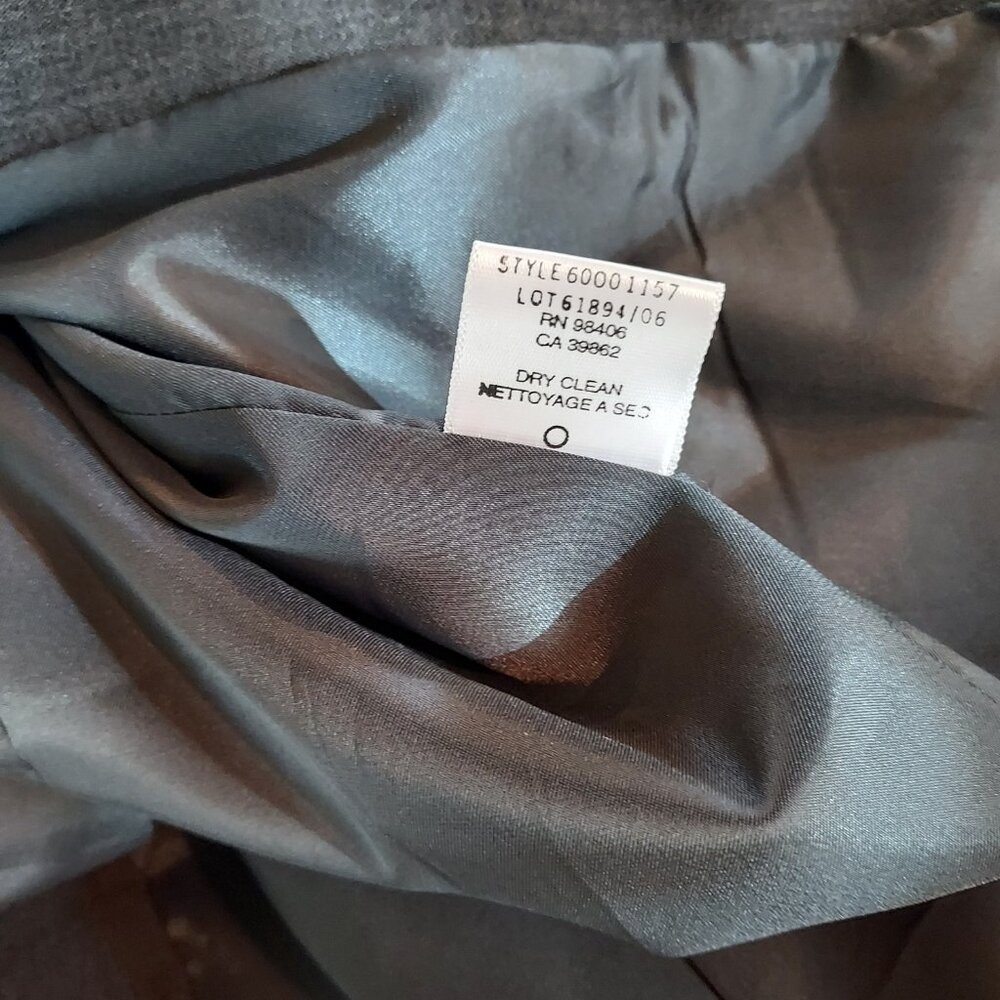 STYLE 60001157
LOT 61894/06
RN 98406
CA 39862
DRY CLEAN
NETTOYAGE A SEC